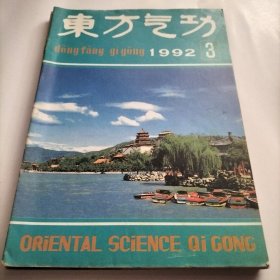 東方气功
dōng fāng qì gōng 1992 3
ORiENTAL SCiENCE Qi GONG